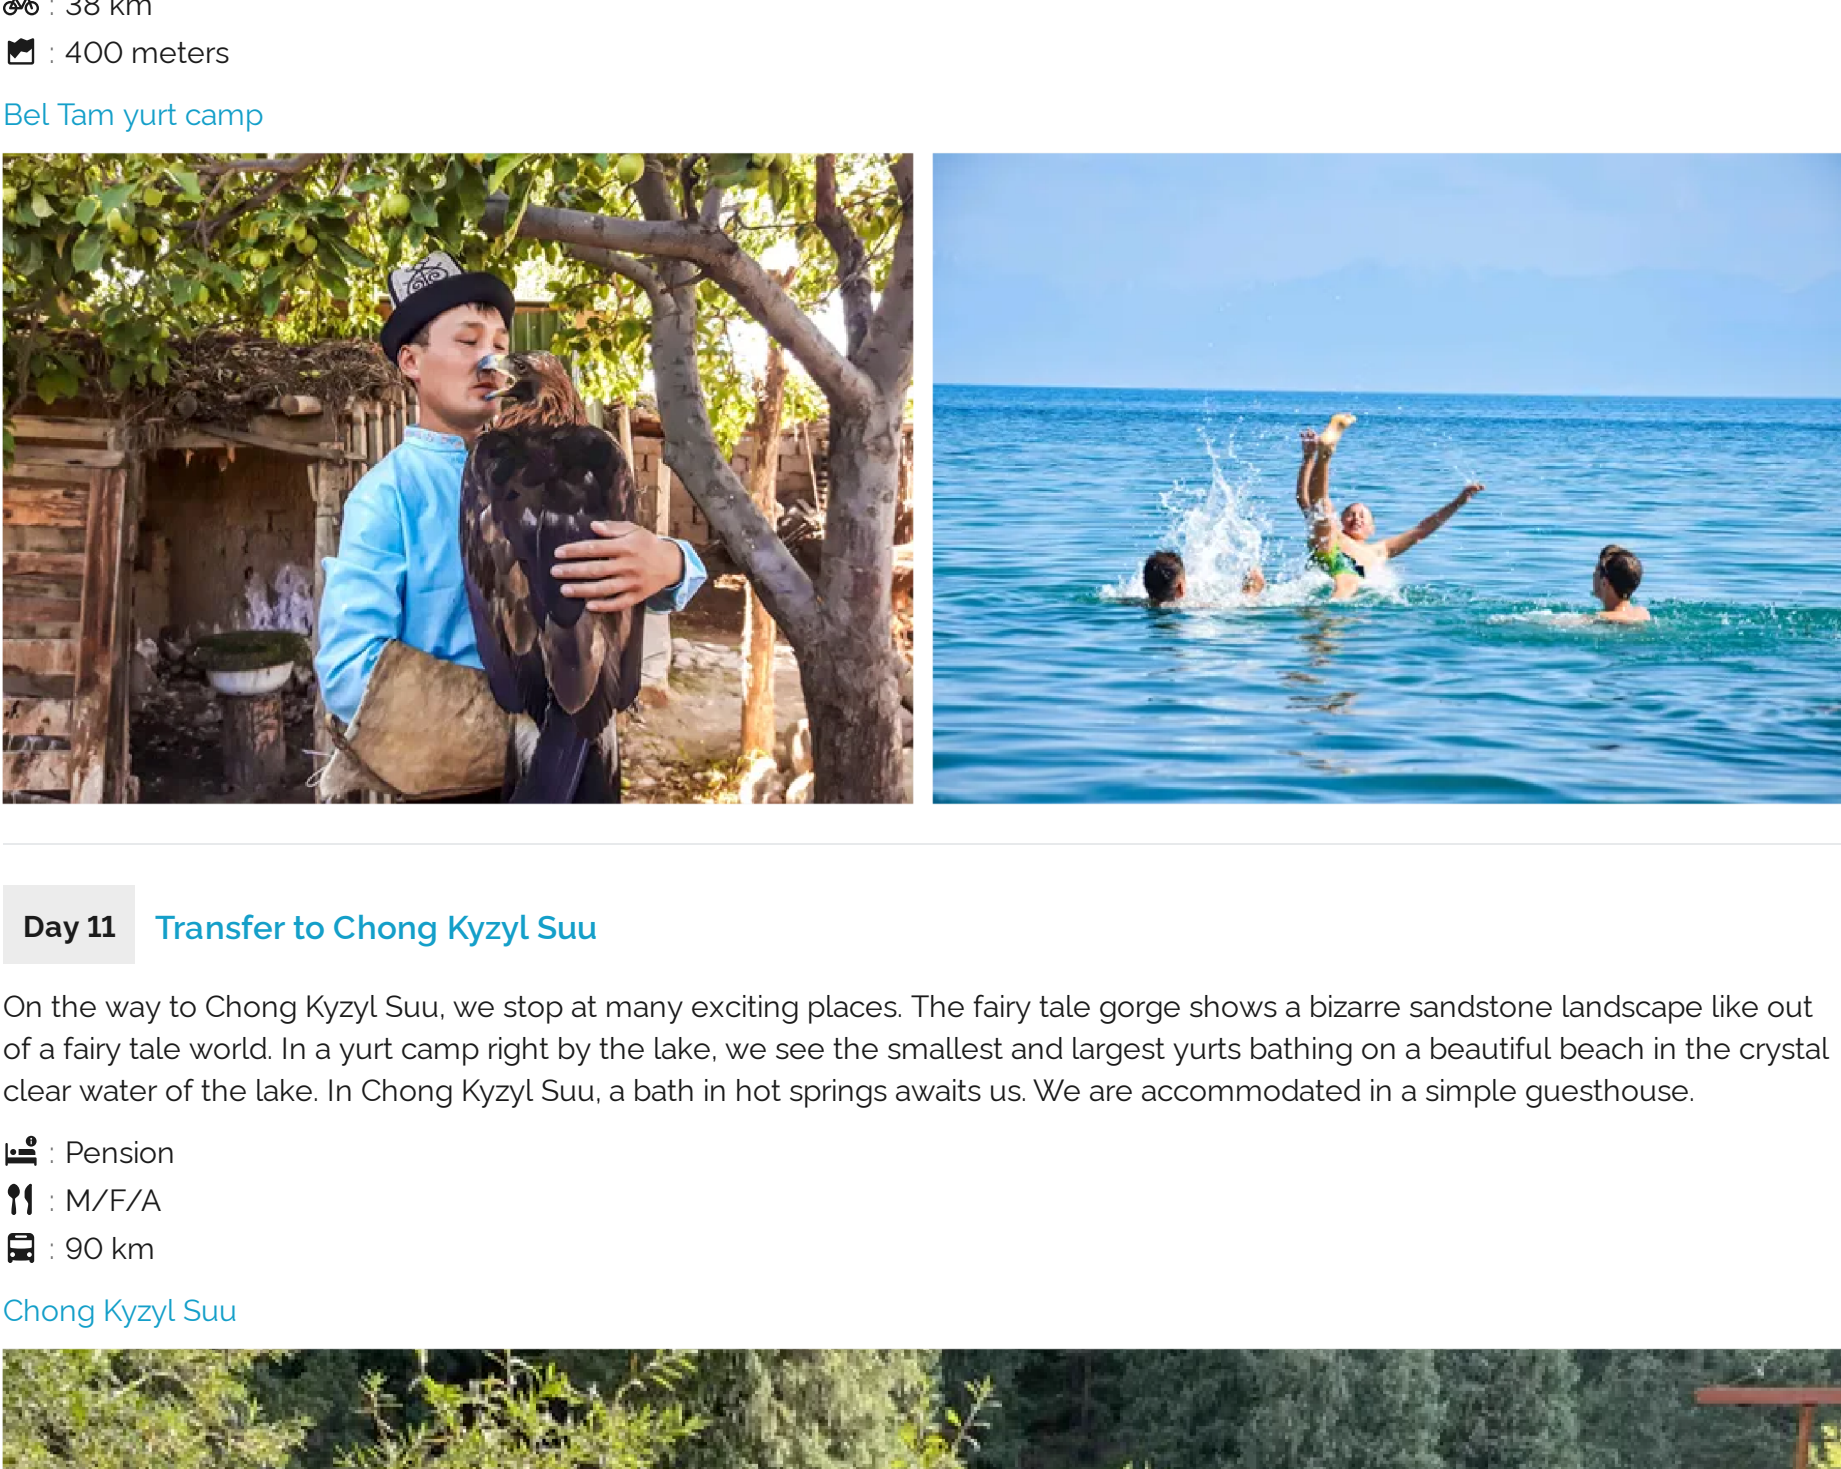 : 38 km
: 400 meters
Bel Tam yurt camp
Day 11
Transfer to Chong Kyzyl Suu
On the way to Chong Kyzyl Suu, we stop at many exciting places. The fairy tale gorge shows a bizarre sandstone landscape like out
of a fairy tale world. In a yurt camp right by the lake, we see the smallest and largest yurts bathing on a beautiful beach in the crystal
clear water of the lake. In Chong Kyzyl Suu, a bath in hot springs awaits us. We are accommodated in a simple guesthouse.
: Pension
: M/F/A
: 90 km
Chong Kyzyl Suu